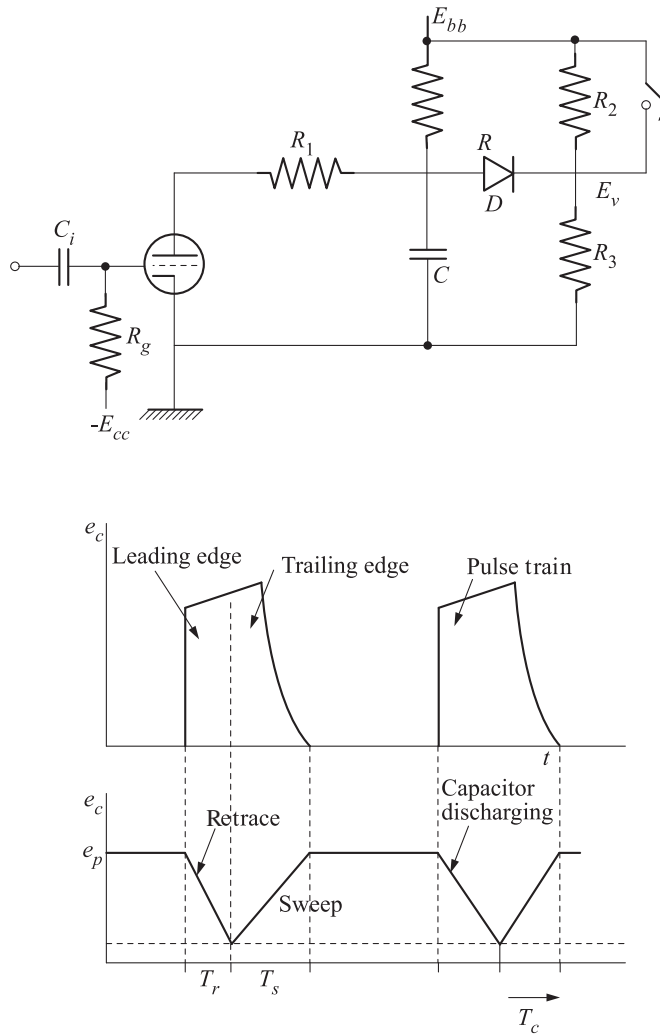 E_bb
R_2
R_1
R
D
E_v
C_i
C
R_3
R_g
-E_cc
e_c
Leading edge
Trailing edge
Pulse train
t
e_c
Capacitor
discharging
Retrace
e_p
Sweep
T_r
T_s
T_c